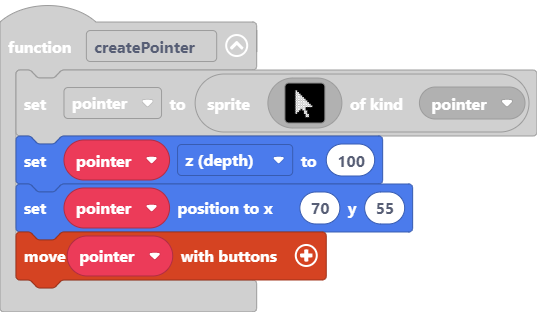 function createPointer
set pointer to sprite of kind pointer
set pointer z (depth) to 100
set pointer position to x 70 y 55
move pointer with buttons